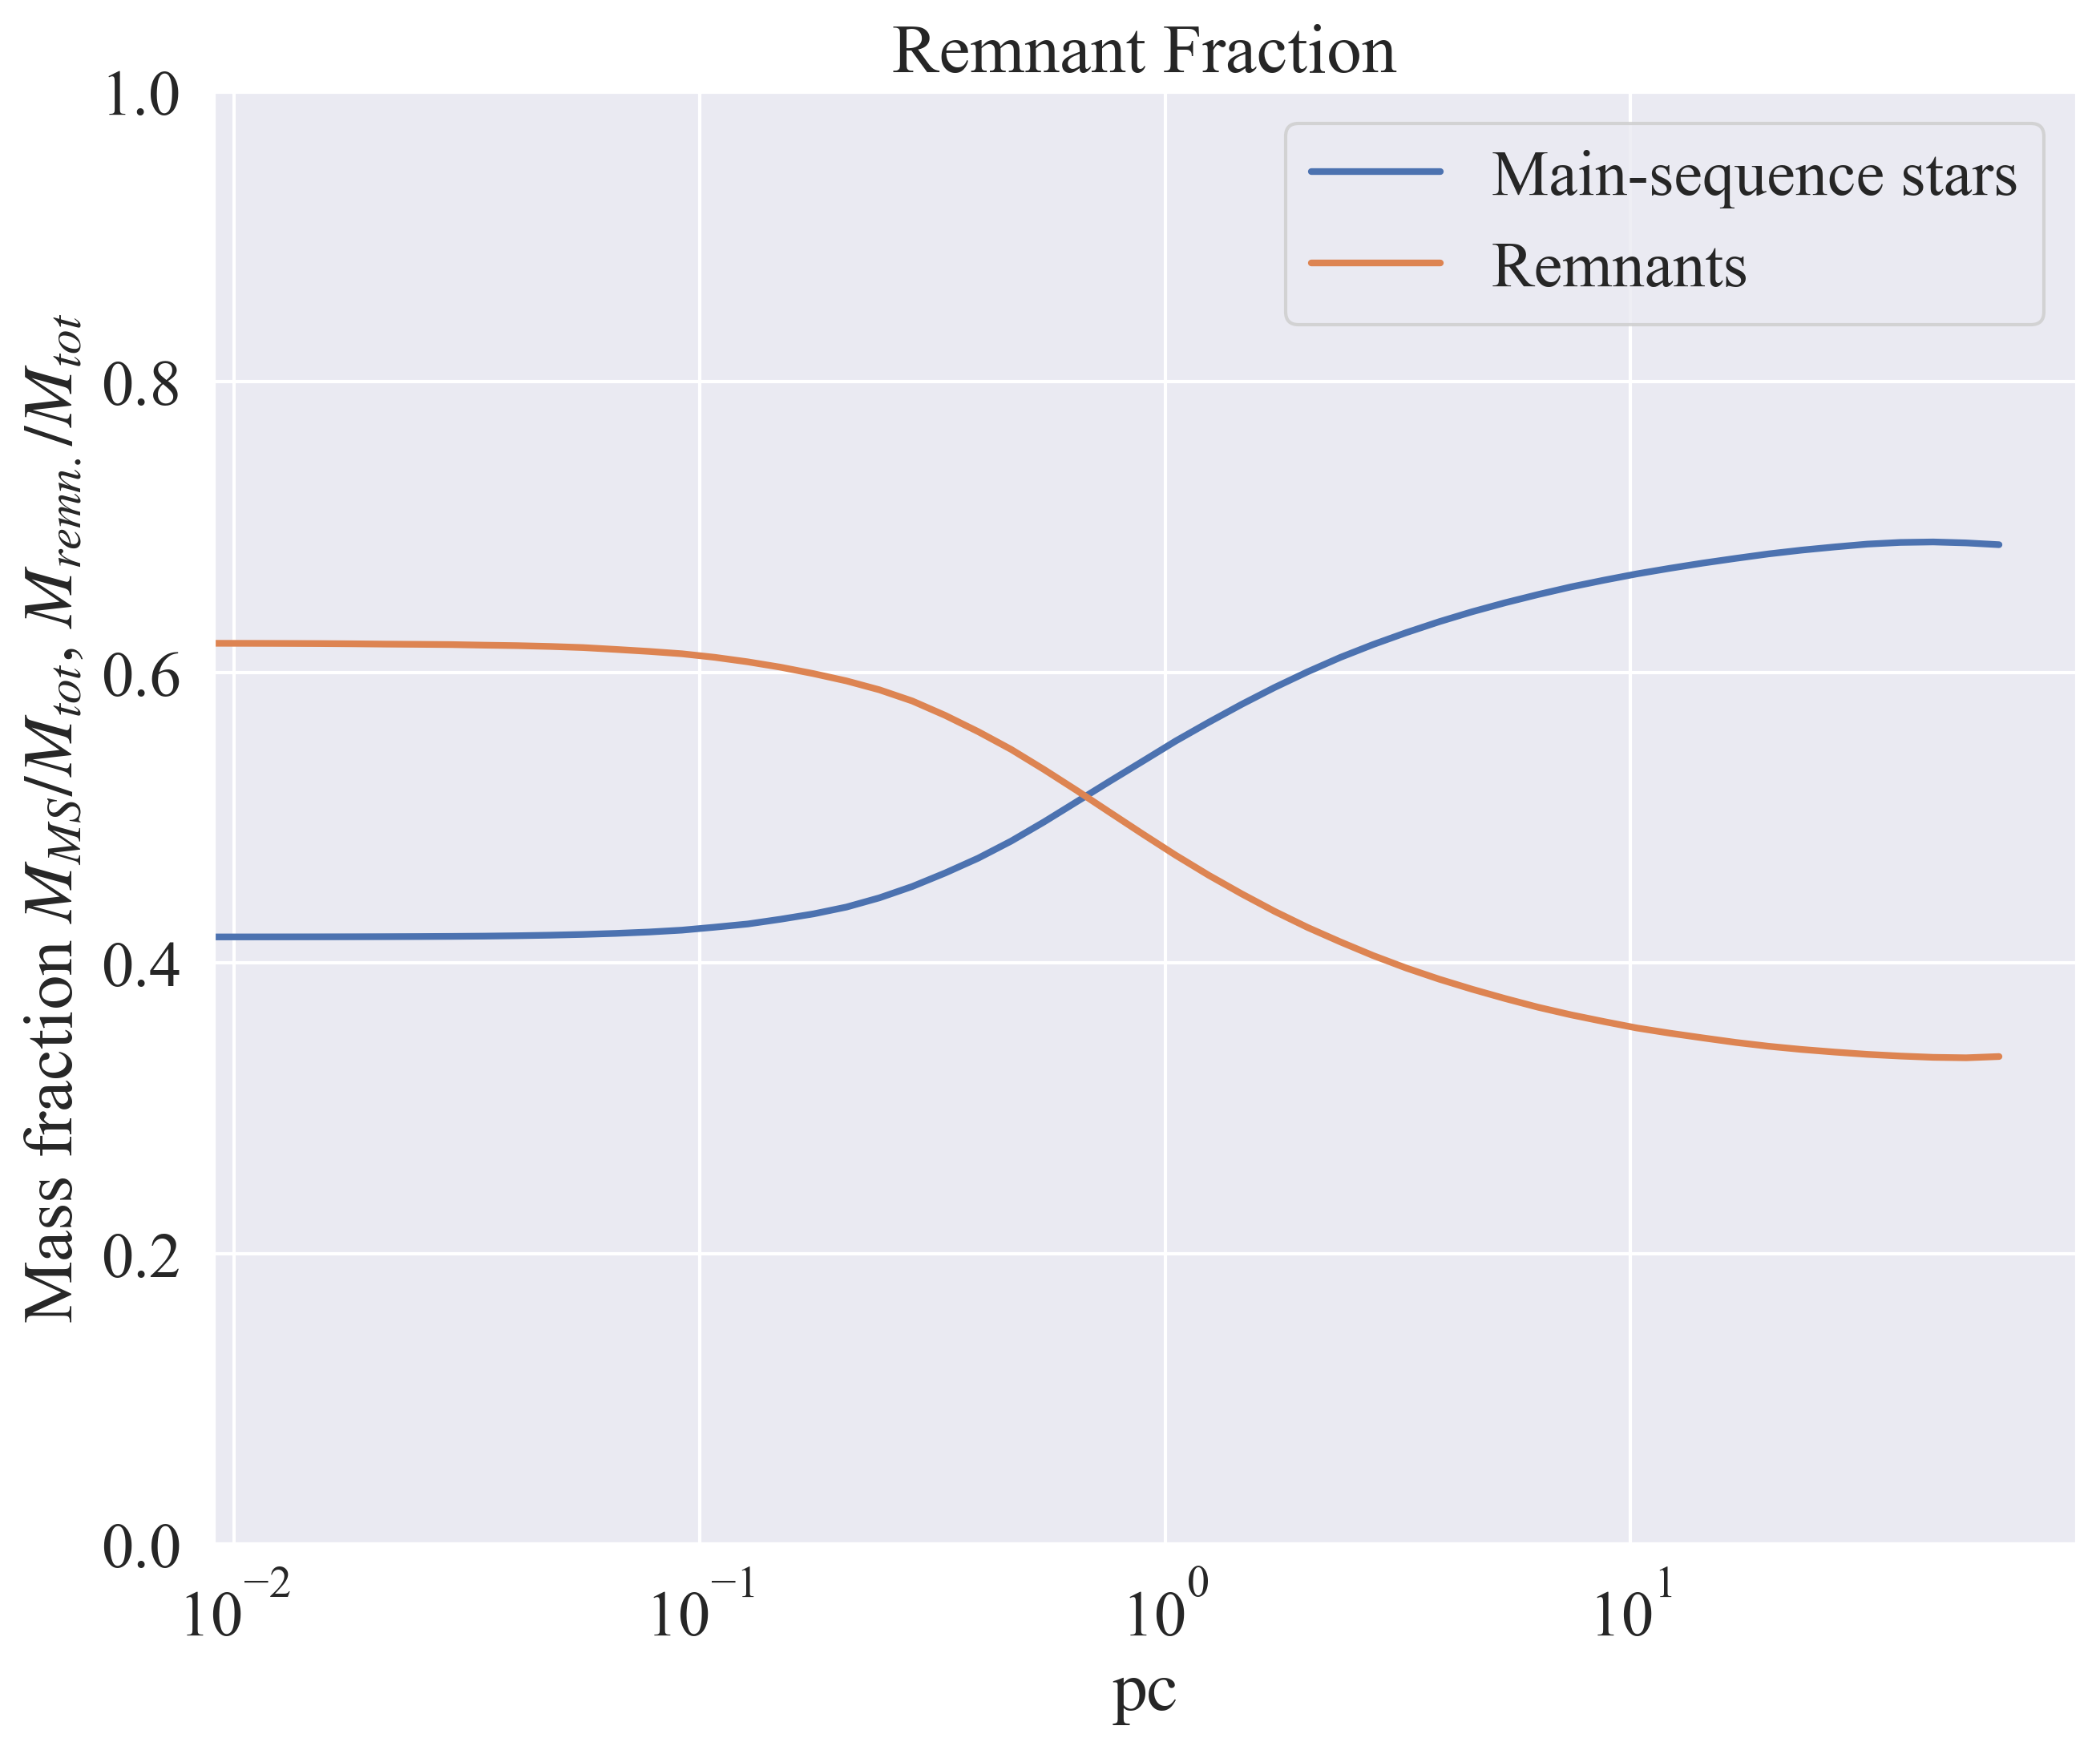 Remnant Fraction
Mass fraction M_MS/M_tot, M_remn./M_tot
1.0
0.8
0.6
0.4
0.2
0.0
Main-sequence stars
Remnants
10^−2
10^−1
10^0
10^1
pc